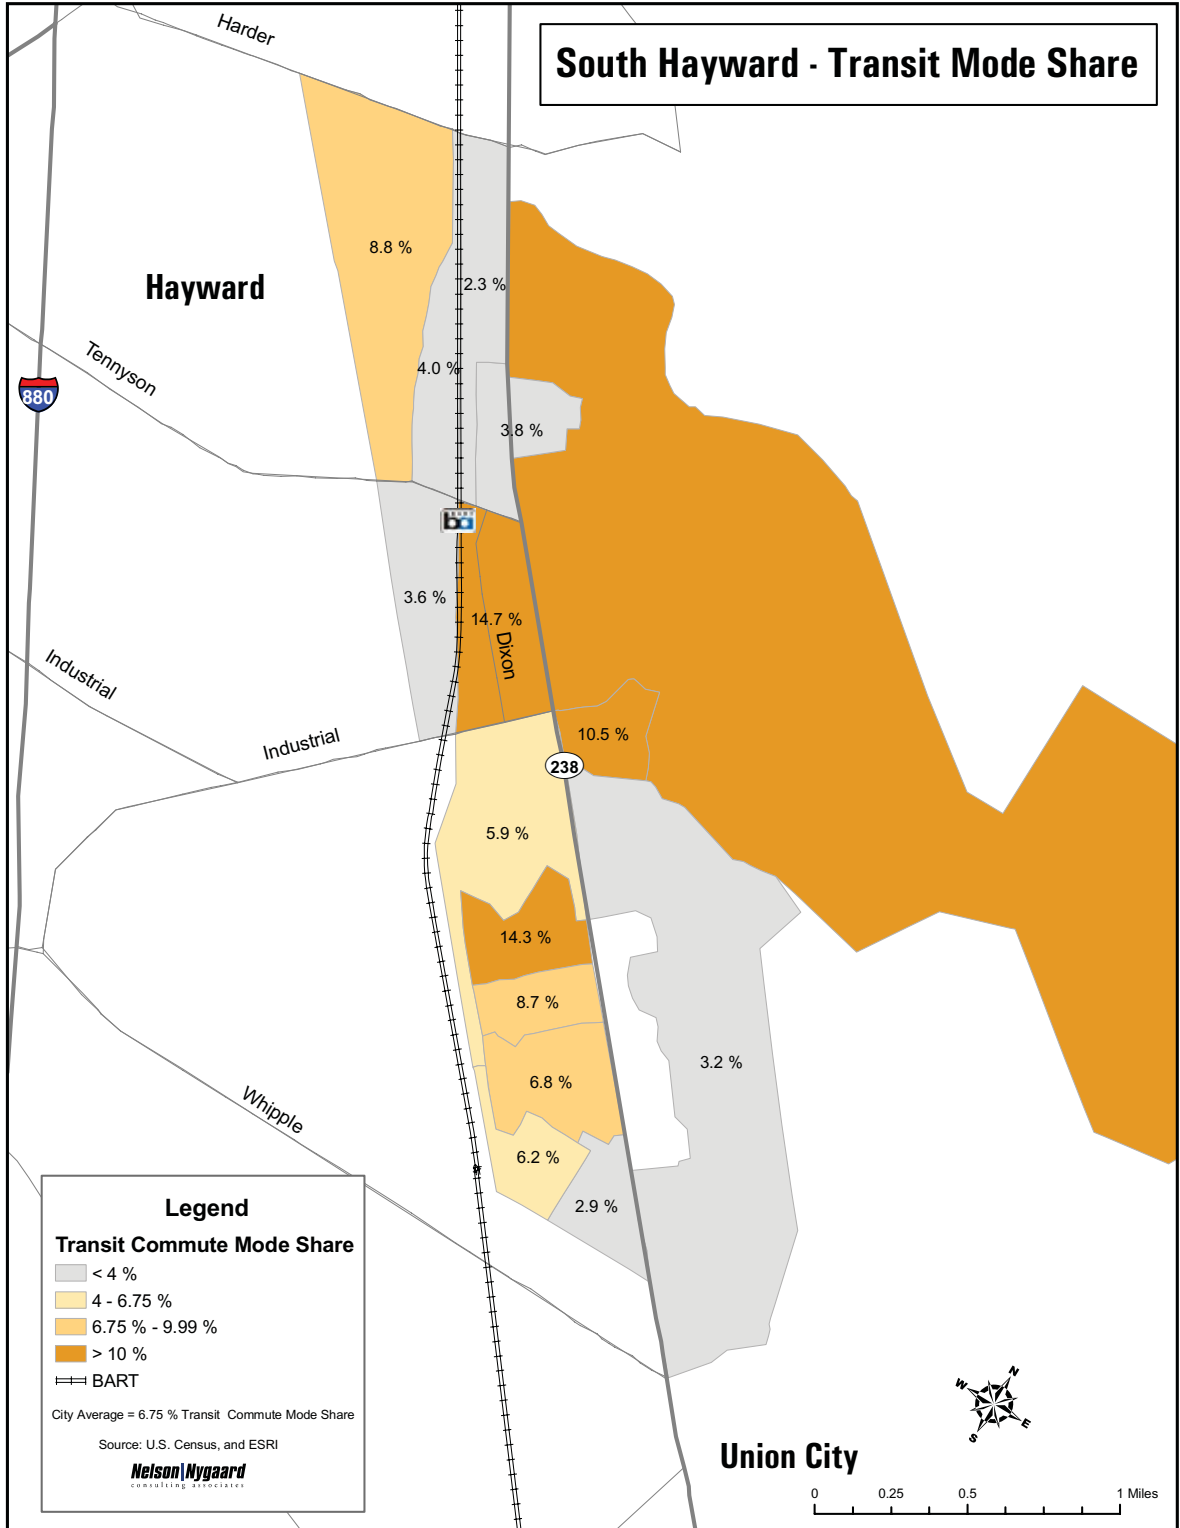 South Hayward - Transit Mode Share
Harder
8.8 %
Hayward
2.3 %
Tennyson
4.0 %
880
3.8 %
ba
3.6 %
14.7 %
Dixon
Industrial
Industrial
10.5 %
238
5.9 %
14.3 %
8.7 %
3.2 %
6.8 %
Whipple
6.2 %
2.9 %
Legend
Transit Commute Mode Share
< 4 %
4 - 6.75 %
6.75 % - 9.99 %
> 10 %
BART
City Average = 6.75 % Transit Commute Mode Share
Source: U.S. Census, and ESRI
Nelson|Nygaard
consulting associates
N
W
E
S
Union City
0 0.25 0.5 1 Miles